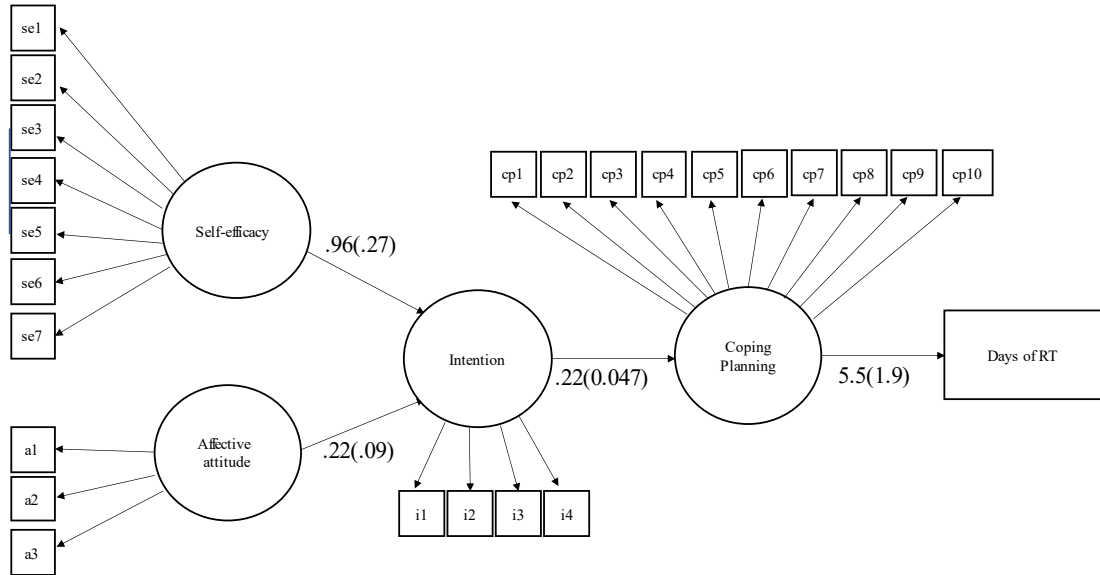 se1
se2
se3
se4
se5
se6
se7
Self-efficacy
.96(.27)
cp1 cp2 cp3 cp4 cp5 cp6 cp7 cp8 cp9 cp10
Intention
.22(0.047)
Coping
Planning
5.5(1.9)
Days of RT
Affective
attitude
.22(.09)
a1
a2
a3
i1 i2 i3 i4